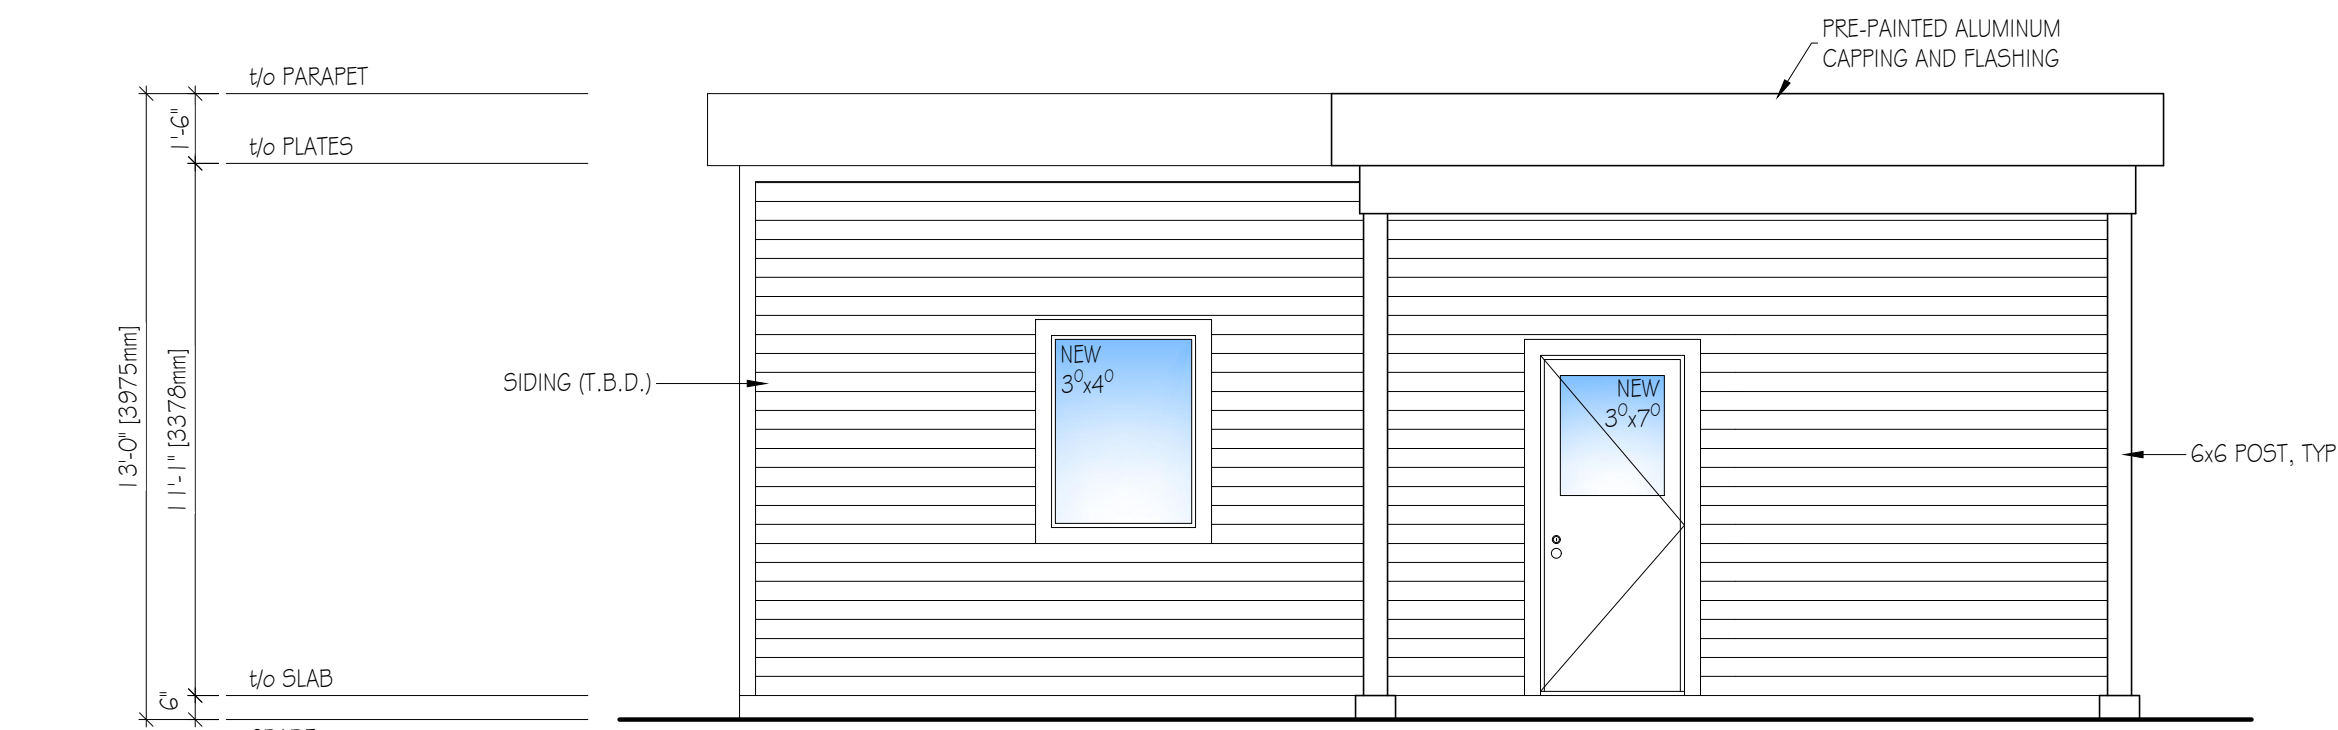 PRE-PAINTED ALUMINUM
CAPPING AND FLASHING
t/o PARAPET
1'-6"
t/o PLATES
13'-0" [3975mm]
11'-1" [3378mm]
SIDING (T.B.D.)
NEW
3⁰x4⁰
NEW
3⁰x7⁰
6x6 POST, TYP
t/o SLAB
6"